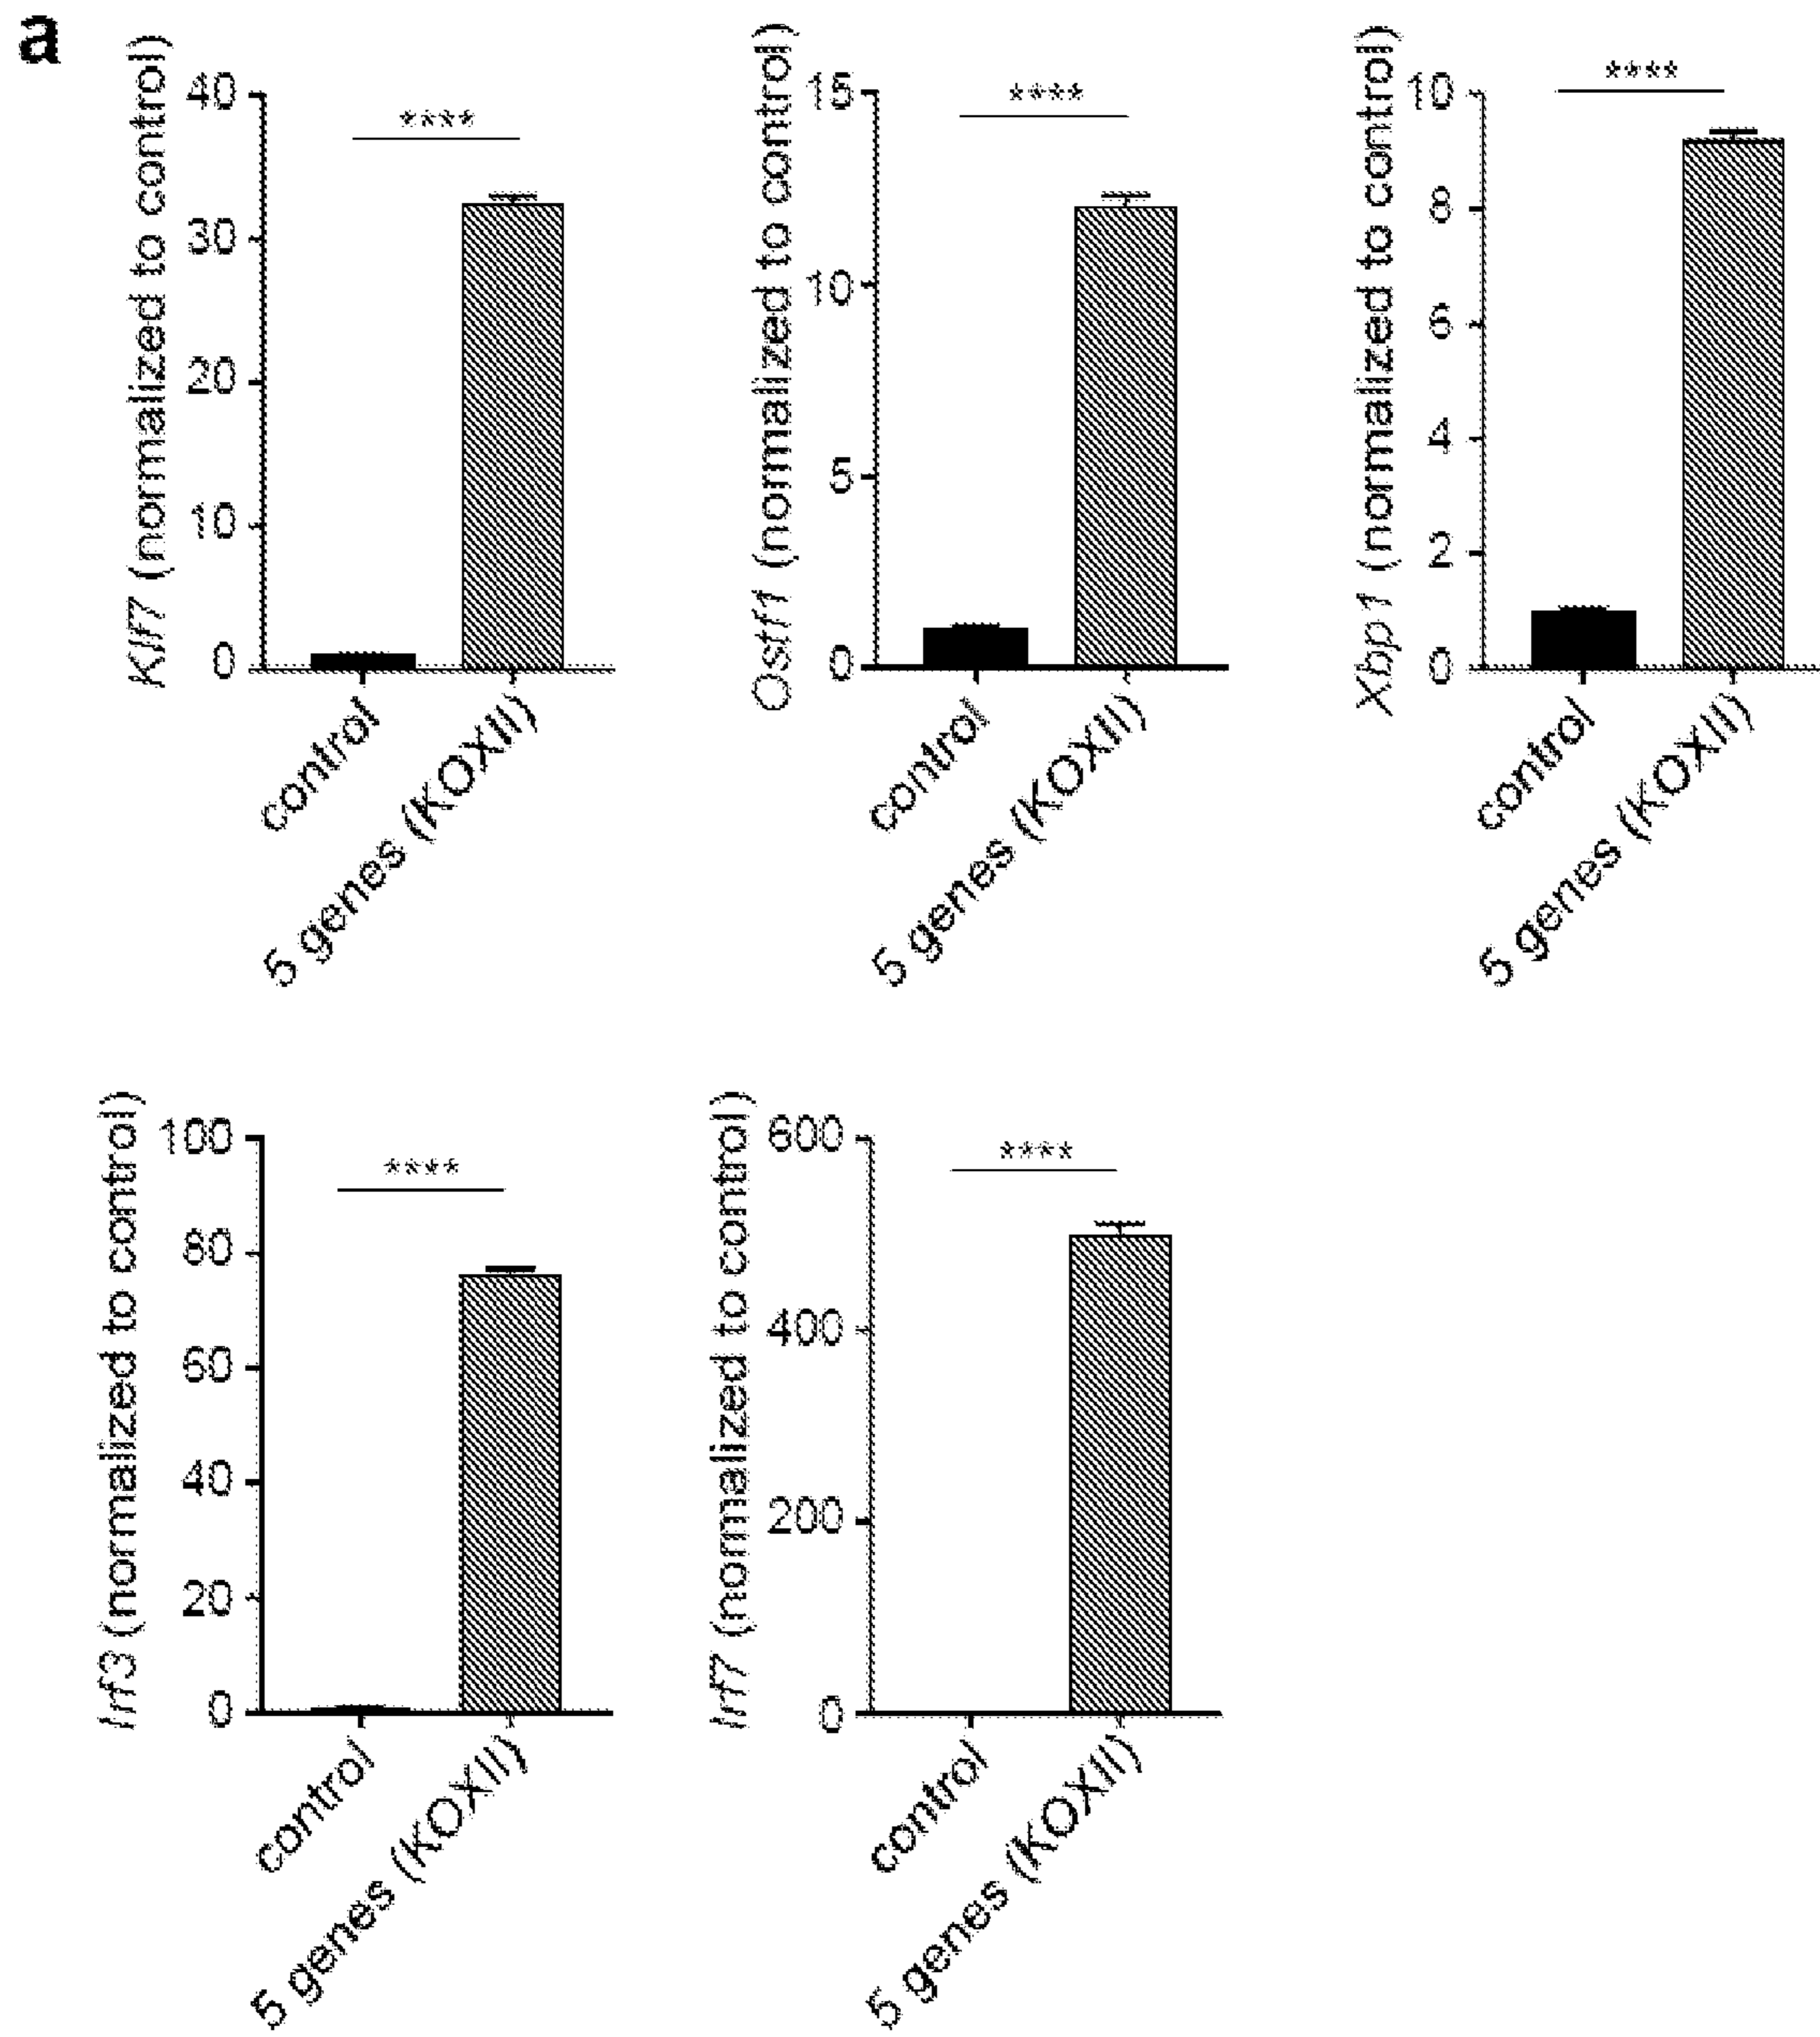 a
Klf7 (normalized to control)
40
30
20
10
0
****
control
5 genes (KOXII)
Ostf1 (normalized to control)
15
10
5
0
****
control
5 genes (KOXII)
Xbp1 (normalized to control)
10
8
6
4
2
0
****
control
5 genes (KOXII)
Irf3 (normalized to control)
100
80
60
40
20
0
****
control
5 genes (KOXII)
Irf7 (normalized to control)
600
400
200
0
****
control
5 genes (KOXII)